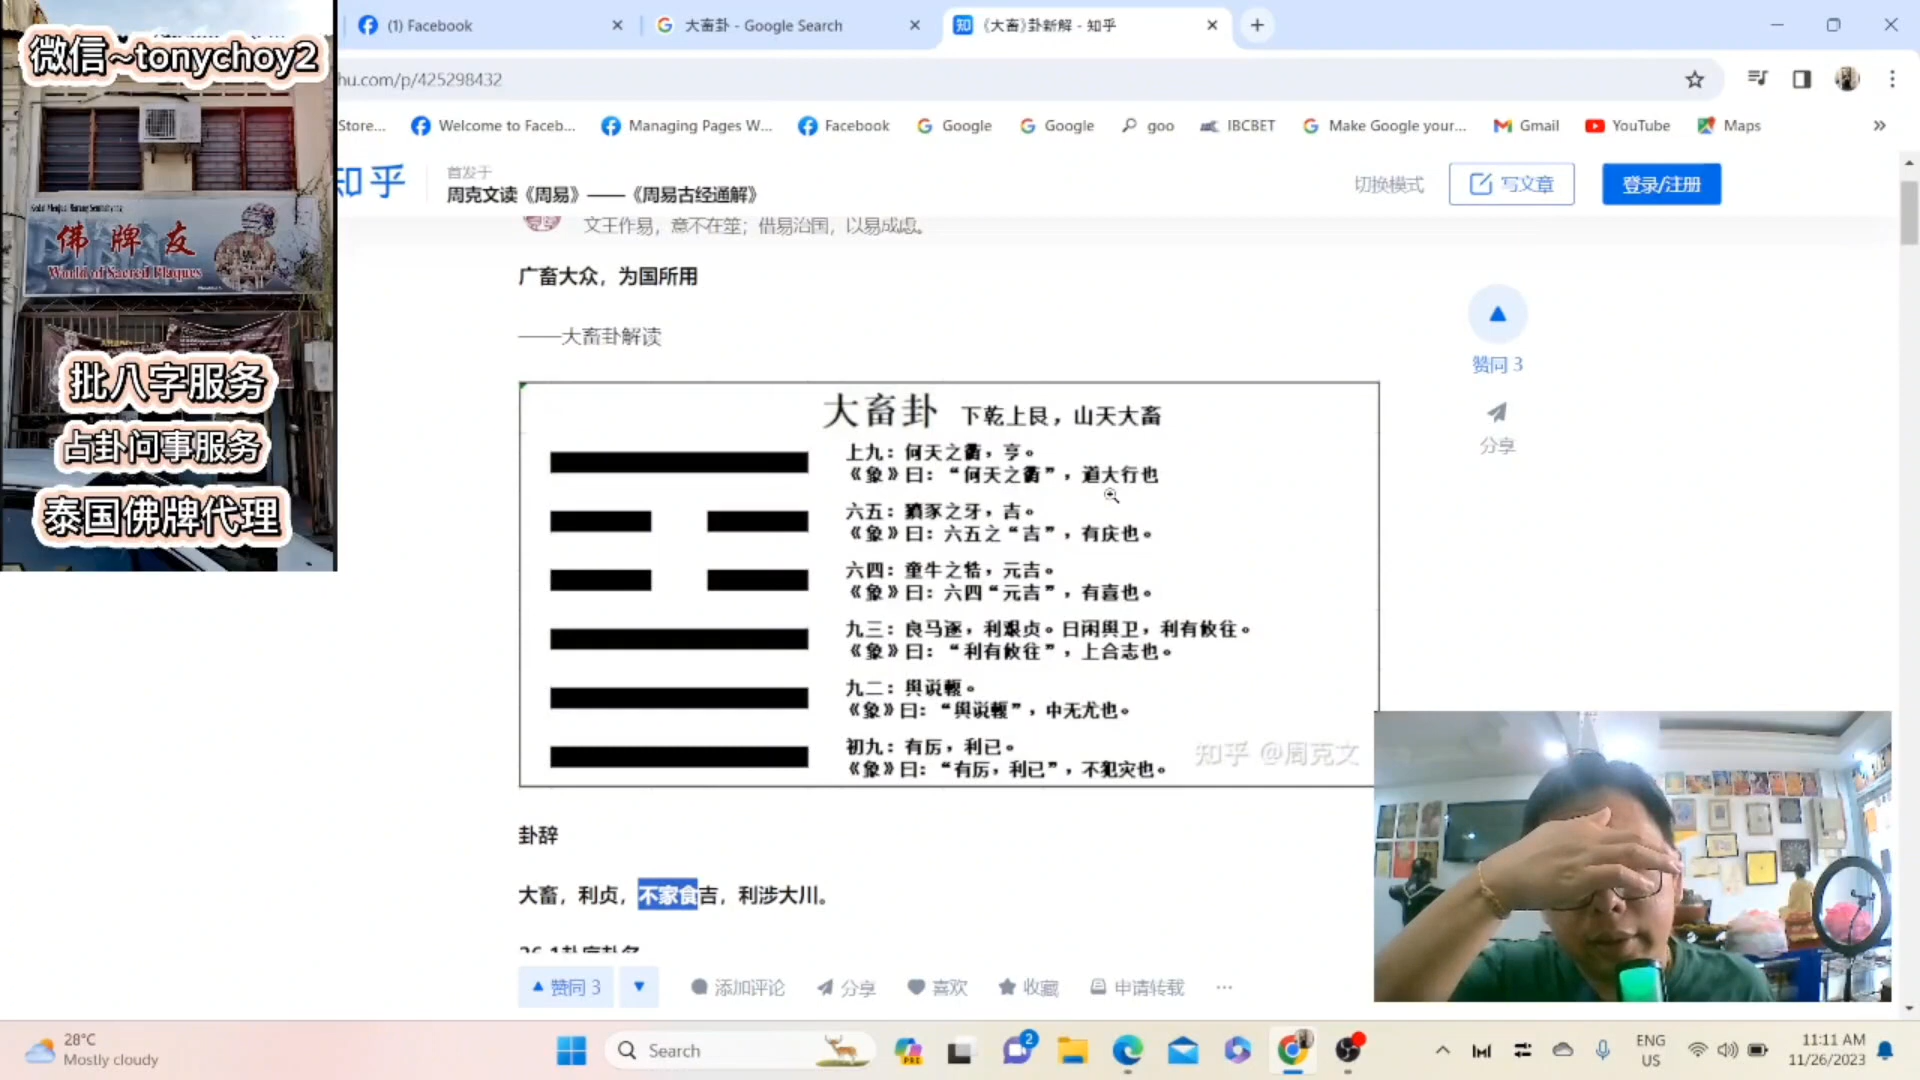 微信~tonychoy2
佛牌友
World of Sacred Plaques
批八字服务
占卦问事服务
泰国佛牌代理
(1) Facebook
大畜卦 - Google Search
《大畜》卦新解 - 知乎
hu.com/p/425298432
Store...
Welcome to Faceb...
Managing Pages W...
Facebook
Google
Google
goo
IBCBET
Make Google your...
Gmail
YouTube
Maps
知乎
首发于
周克文读《周易》——《周易古经通解》
切换模式
写文章
登录/注册
文王作易，意不在筮；借易治国，以易成虑。
广畜大众，为国所用
——大畜卦解读
赞同 3
分享
大畜卦 下乾上艮，山天大畜
上九：何天之衢，亨。
《象》曰：“何天之衢”，道大行也
六五：豮豕之牙，吉。
《象》曰：六五之“吉”，有庆也。
六四：童牛之牿，元吉。
《象》曰：六四“元吉”，有喜也。
九三：良马逐，利艰贞。日闲舆卫，利有攸往。
《象》曰：“利有攸往”，上合志也。
九二：舆说輹。
《象》曰：“舆说輹”，中无尤也。
初九：有厉，利已。
《象》曰：“有厉，利已”，不犯灾也。
知乎 @周克文
卦辞
大畜，利贞，不家食吉，利涉大川。
赞同 3
添加评论
分享
喜欢
收藏
申请转载
28°C
Mostly cloudy
Search
PRE
2
ENG
US
11:11 AM
11/26/2023